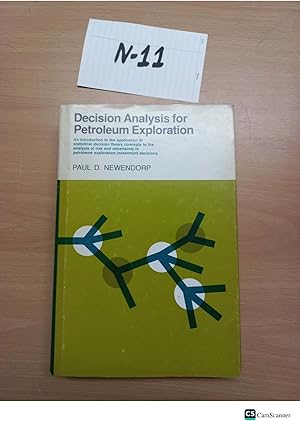 N-11
Decision Analysis for
Petroleum Exploration
An introduction to the application of
statistical decision theory concepts to the
analysis of risk and uncertainty in
petroleum exploration investment decisions.
PAUL D. NEWENDORP
CS CamScanner